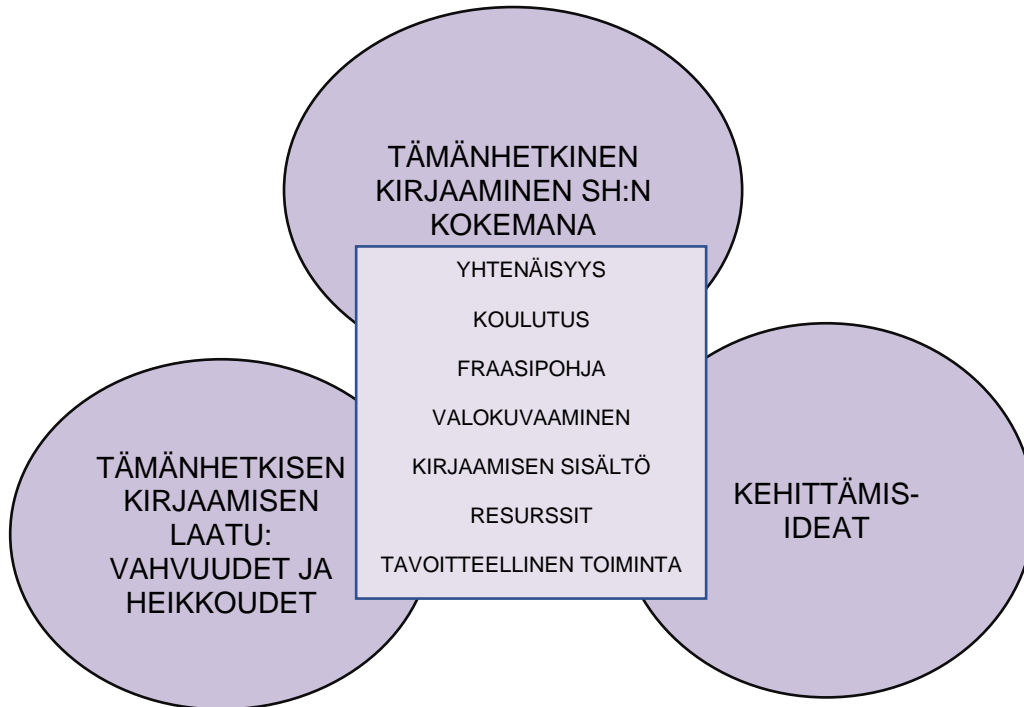 TÄMÄNHETKINEN
KIRJAAMINEN SH:N
KOKEMANA
YHTENÄISYYS
KOULUTUS
FRAASIPOHJA
VALOKUVAAMINEN
KIRJAAMISEN SISÄLTÖ
RESURSSIT
TAVOITTEELLINEN TOIMINTA
TÄMÄNHETKISEN
KIRJAAMISEN
LAATU:
VAHVUUDET JA
HEIKKOUDET
KEHITTÄMIS-
IDEAT